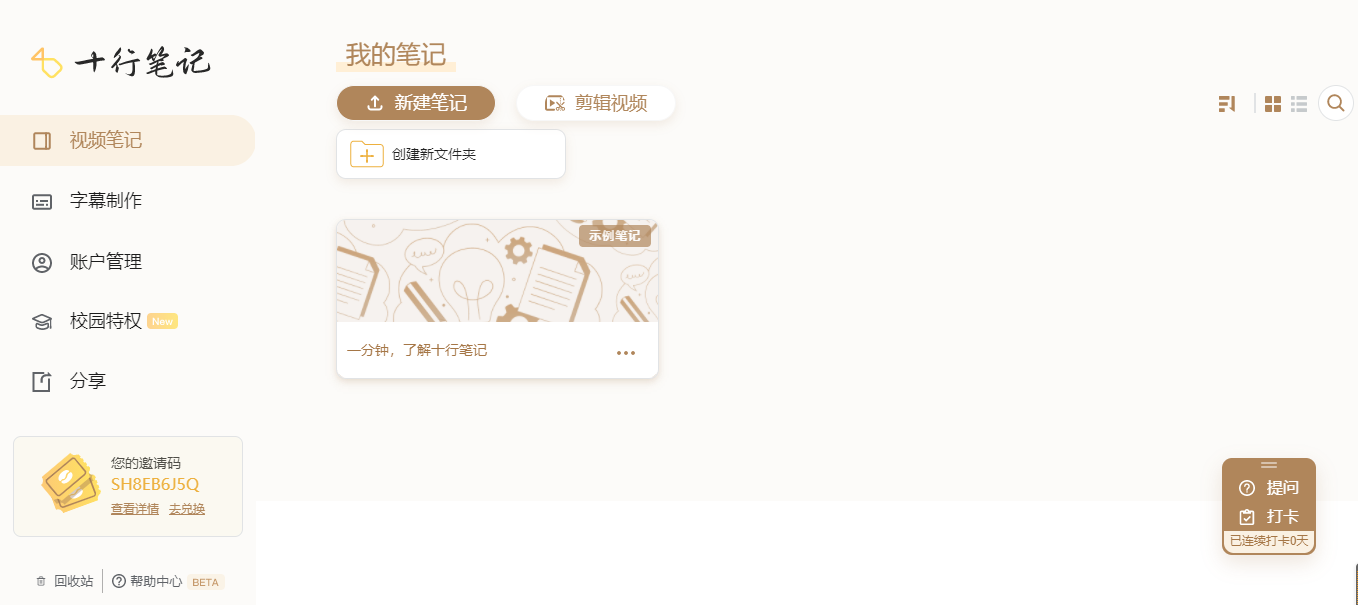 十行笔记
视频笔记
字幕制作
账户管理
校园特权 New
分享
您的邀请码
SH8EB6J5Q
查看详情 去兑换
回收站 帮助中心 BETA
我的笔记
新建笔记 剪辑视频
创建新文件夹
示例笔记
一分钟，了解十行笔记
提问
打卡
已连续打卡0天